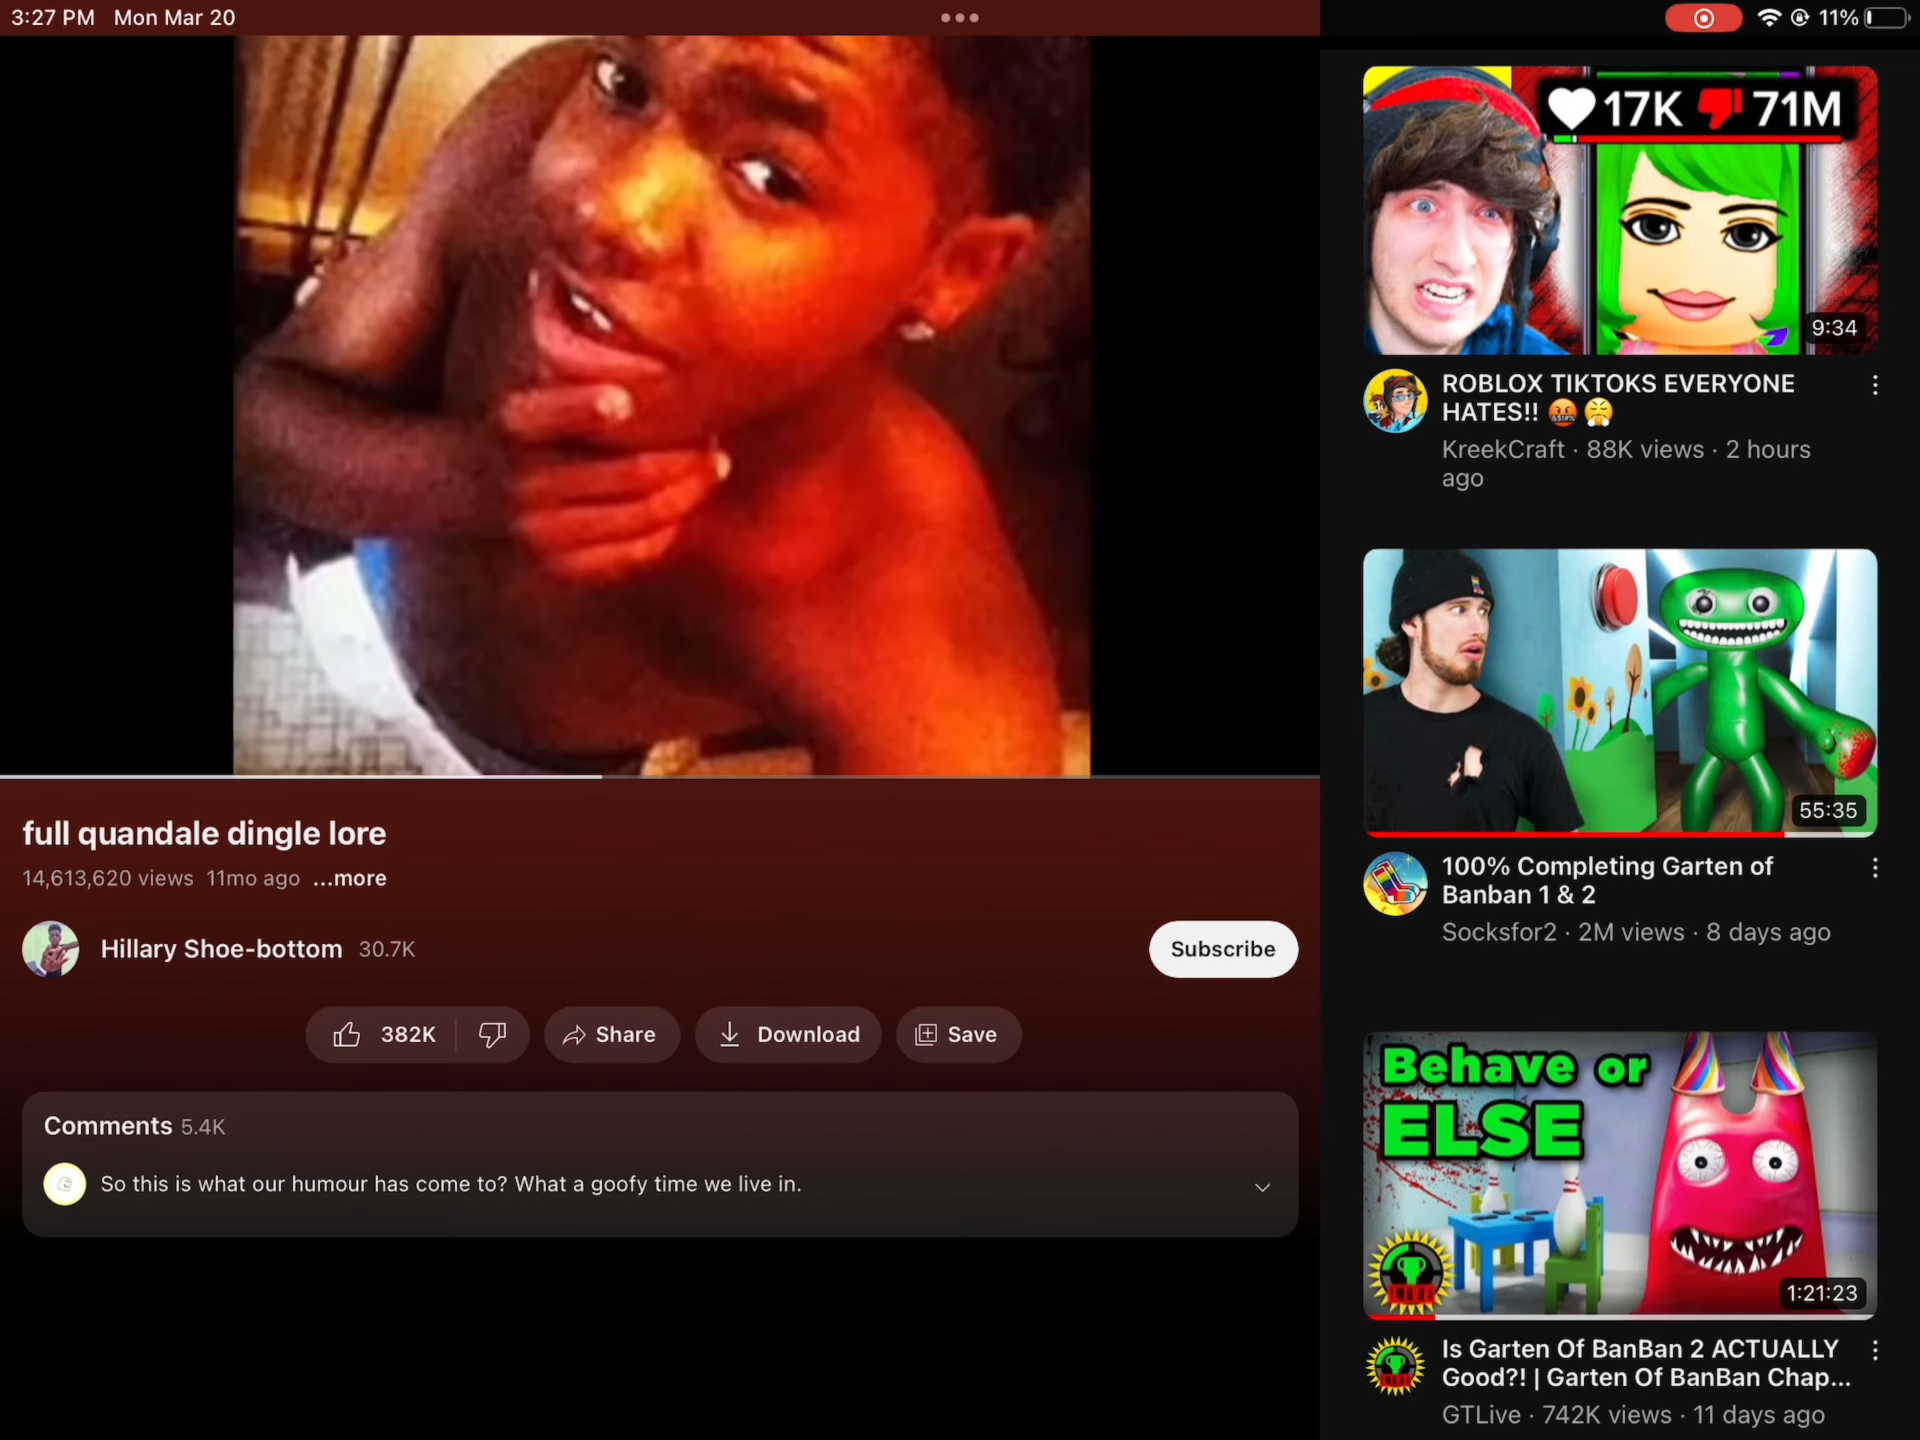 3:27 PM Mon Mar 20
11%
full quandale dingle lore
14,613,620 views 11mo ago ...more
Hillary Shoe-bottom 30.7K
Subscribe
382K
Share
Download
Save
Comments 5.4K
So this is what our humour has come to? What a goofy time we live in.
17K 71M
9:34
ROBLOX TIKTOKS EVERYONE
HATES!! 🤬 😤
KreekCraft · 88K views · 2 hours
ago
55:35
100% Completing Garten of
Banban 1 & 2
Socksfor2 · 2M views · 8 days ago
Behave or
ELSE
LIVE
1:21:23
Is Garten Of BanBan 2 ACTUALLY
Good?! | Garten Of BanBan Chap...
GTLive · 742K views · 11 days ago